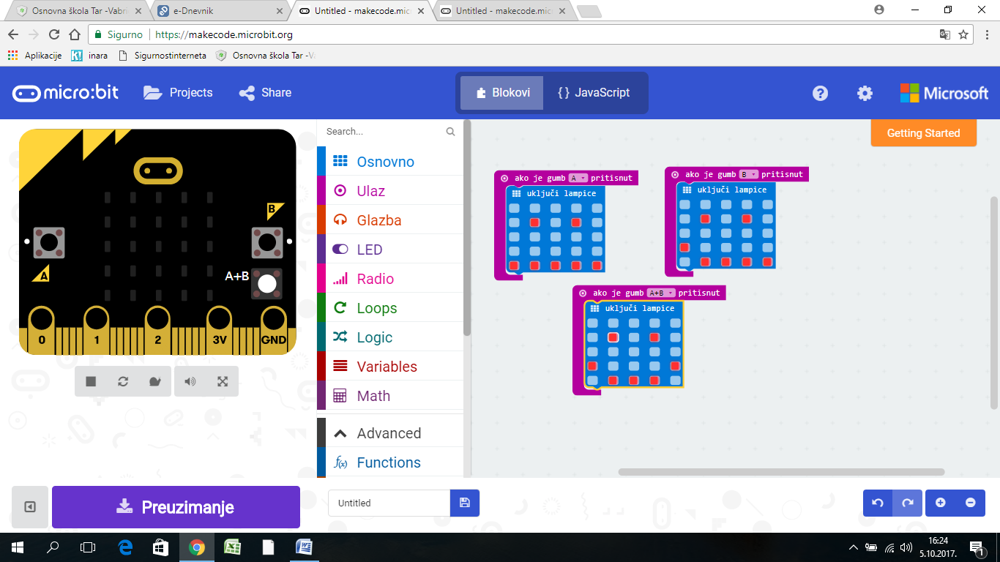 Osnovna škola Tar -Vabri
e-Dnevnik
Untitled - makecode.mic
Untitled - makecode.mic
Sigurno
https://makecode.microbit.org
Aplikacije
inara
Sigurnostinterneta
Osnovna škola Tar -V
micro:bit
Projects
Share
Blokovi
{} JavaScript
Microsoft
Getting Started
Search...
Osnovno
Ulaz
Glazba
LED
Radio
Loops
Logic
Variables
Math
Advanced
f(x) Functions
B
A
A+B
0 1 2 3V GND
ako je gumb A pritisnut
uključi lampice
ako je gumb B pritisnut
uključi lampice
ako je gumb A+B pritisnut
uključi lampice
Preuzimanje
Untitled
16:24
5.10.2017.
1